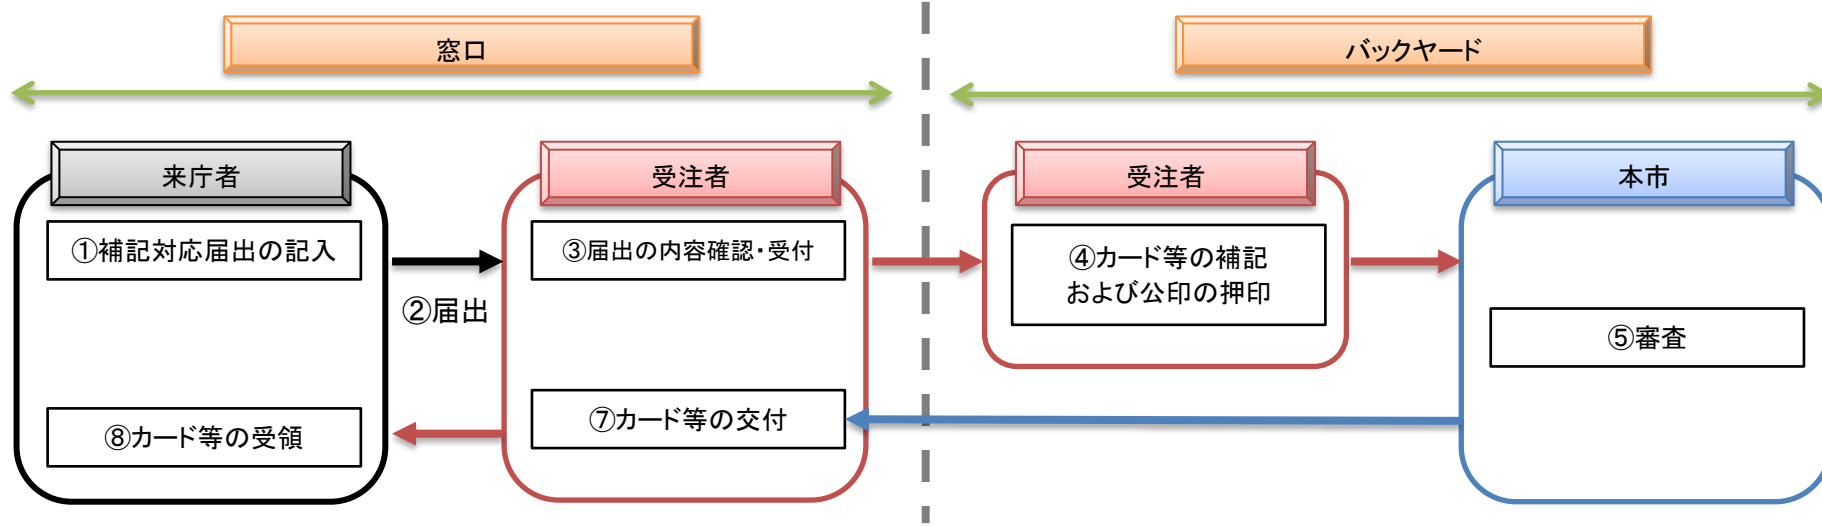 窓口
バックヤード
来庁者
受注者
受注者
本市
①補記対応届出の記入
②届出
③届出の内容確認・受付
④カード等の補記
および公印の押印
⑤審査
⑦カード等の交付
⑧カード等の受領